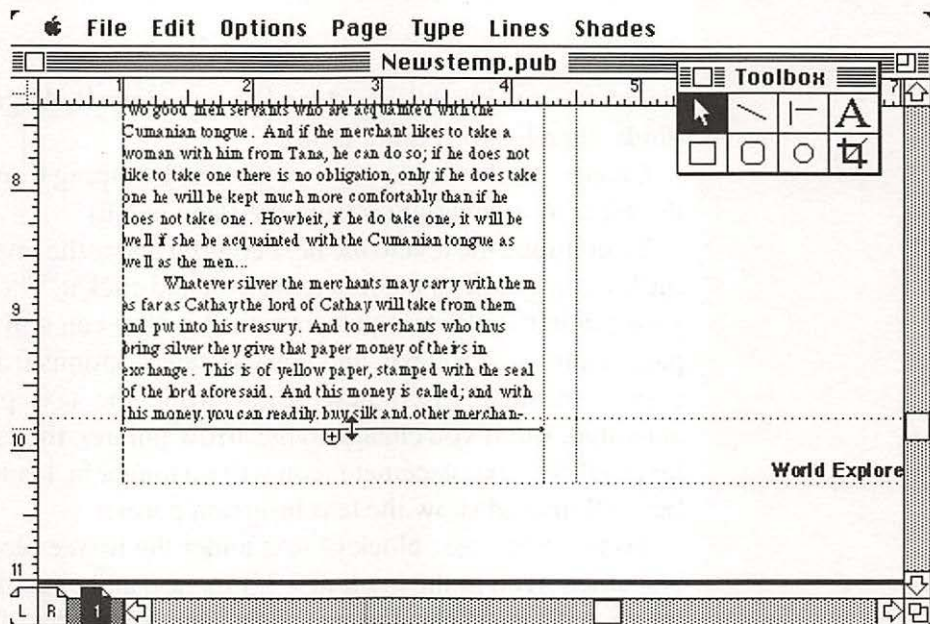 File Edit Options Page Type Lines Shades
Newstemp.pub
Toolbox
1 2 3 4 5 7
A
wo good men servants who are acquainted with the
Cumanian tongue. And if the merchant likes to take a
woman with him from Tana, he can do so; if he does not
like to take one there is no obligation, only if he does take
one he will be kept much more comfortably than if he
does not take one. Howbeit, if he do take one, it will be
well if she be acquainted with the Cumanian tongue as
well as the men...
Whatever silver the merchants may carry with them
as far as Cathay the lord of Cathay will take from them
and put into his treasury. And to merchants who thus
bring silver they give that paper money of theirs in
exchange. This is of yellow paper, stamped with the seal
of the lord aforesaid. And this money is called; and with
this money you can readily buy silk and other merchan-
8
9
10
11
World Explore
L R 1